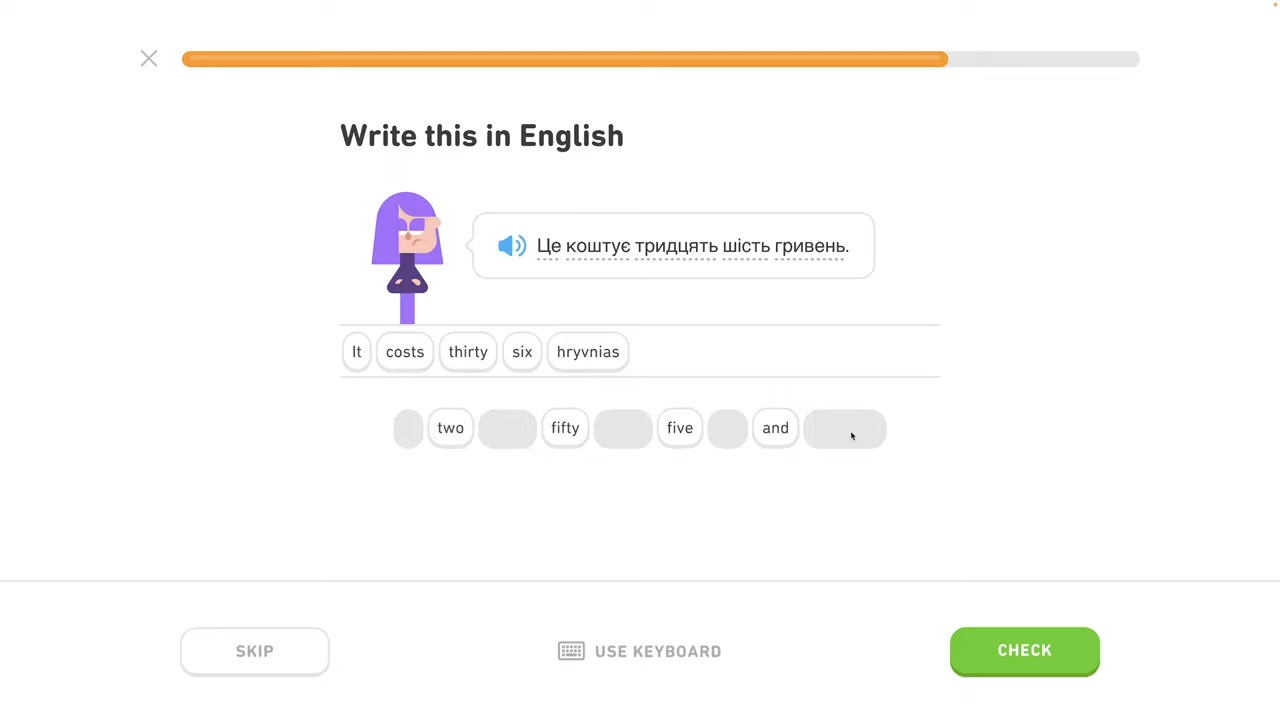 Write this in English
Це коштує тридцять шість гривень.
It costs thirty six hryvnias
two fifty five and
SKIP USE KEYBOARD CHECK